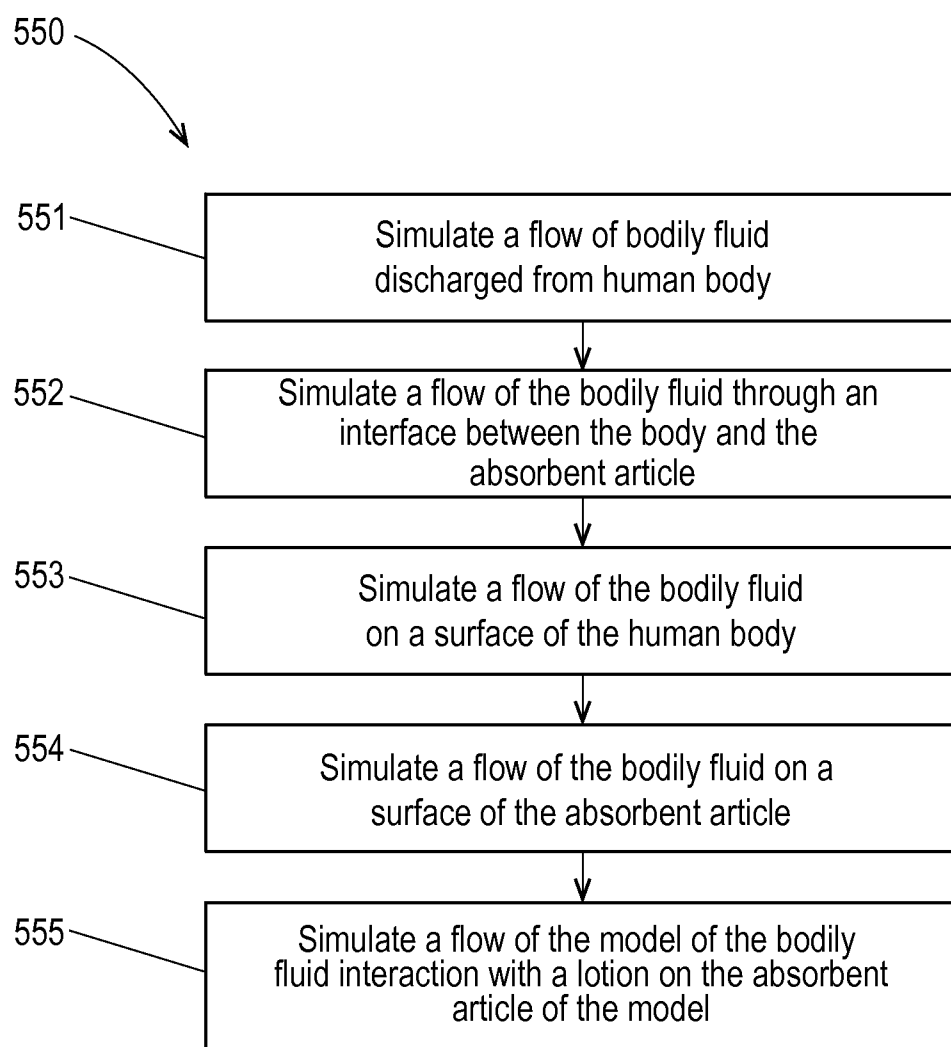 550
551
Simulate a flow of bodily fluid
discharged from human body
552
Simulate a flow of the bodily fluid through an
interface between the body and the
absorbent article
553
Simulate a flow of the bodily fluid
on a surface of the human body
554
Simulate a flow of the bodily fluid on a
surface of the absorbent article
555
Simulate a flow of the model of the bodily
fluid interaction with a lotion on the absorbent
article of the model